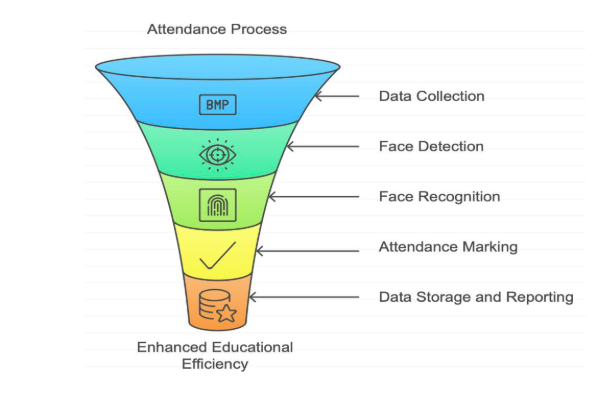 Attendance Process
BMP
Data Collection
Face Detection
Face Recognition
Attendance Marking
Data Storage and Reporting
Enhanced Educational
Efficiency